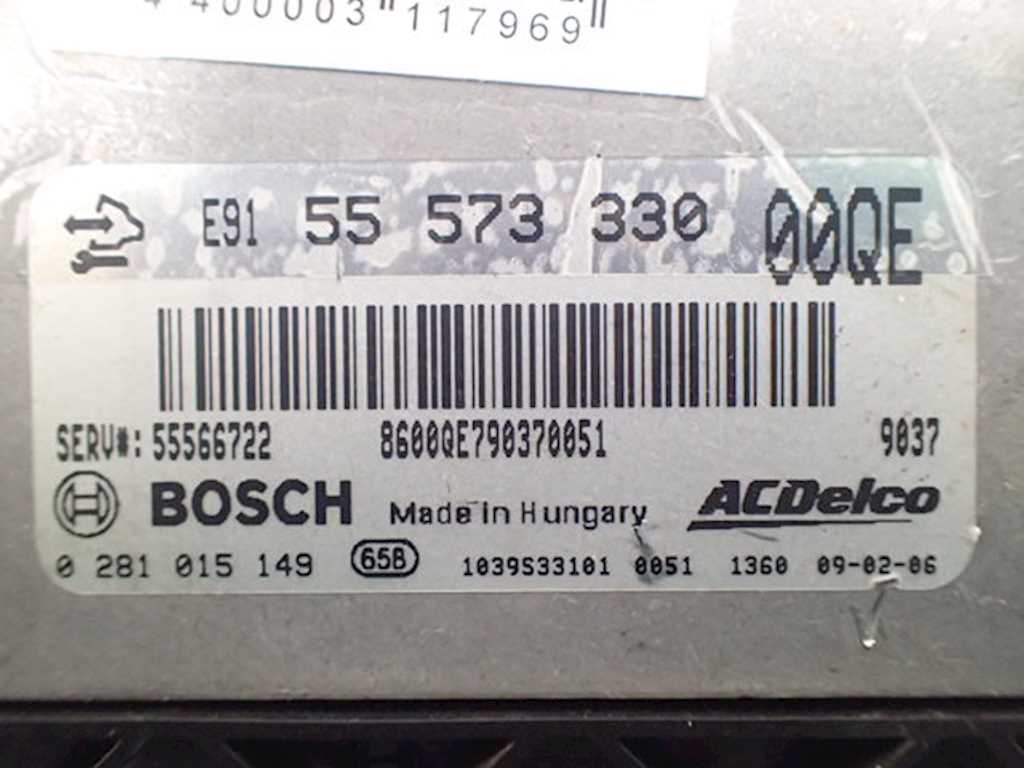 400003"117969"
E91 55 573 330 00QE
SERV#: 55566722 8600QE790370051 9037
BOSCH Made in Hungary ACDelco
0 281 015 149 65B 1039S33101 0051 1360 09-02-06